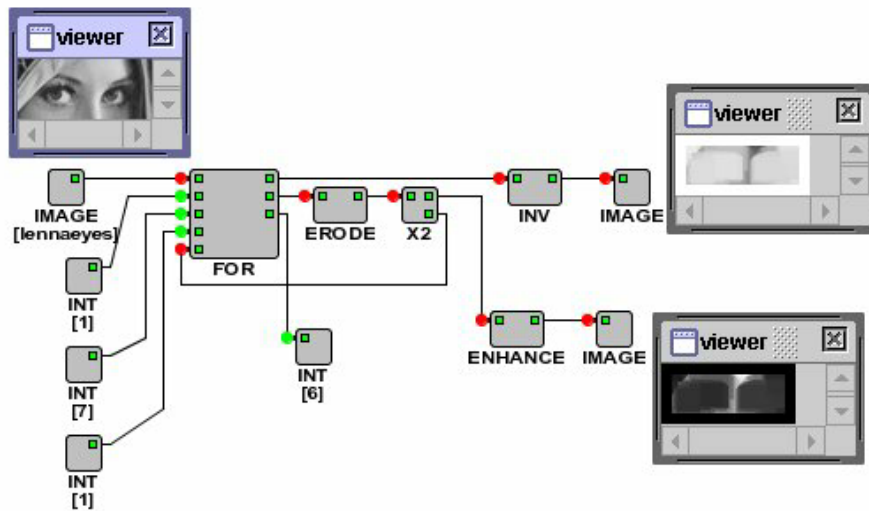 viewer
viewer
IMAGE
[lennaeyes]
FOR
ERODE
X2
INV
IMAGE
INT
[1]
INT
[7]
INT
[1]
INT
[6]
ENHANCE
IMAGE
viewer